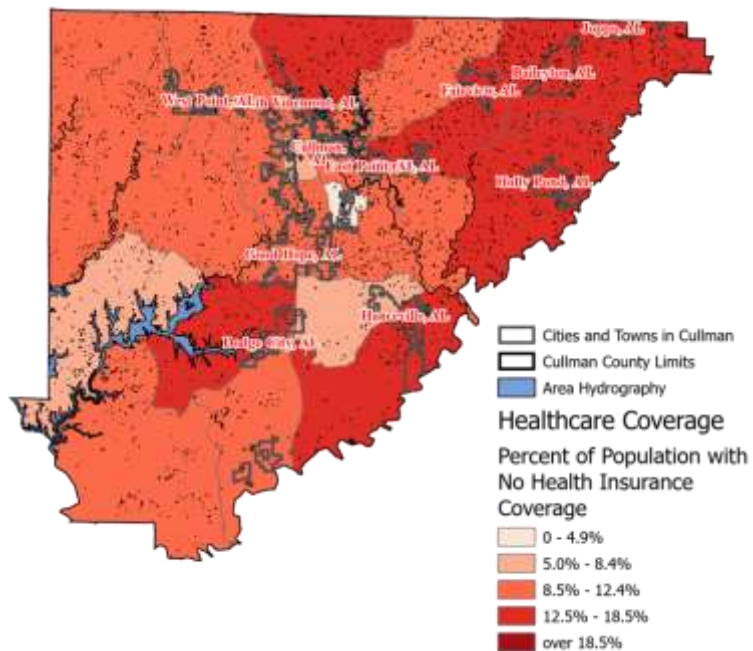 Joppa, AL
Baileyton, AL
Fairview, AL
West Point, AL
Vinemont, AL
Cullman,
AL
East Point, AL
Holly Pond, AL
Good Hope, AL
Hanceville, AL
Dodge City, AL
Cities and Towns in Cullman
Cullman County Limits
Area Hydrography
Healthcare Coverage
Percent of Population with
No Health Insurance
Coverage
0 - 4.9%
5.0% - 8.4%
8.5% - 12.4%
12.5% - 18.5%
over 18.5%